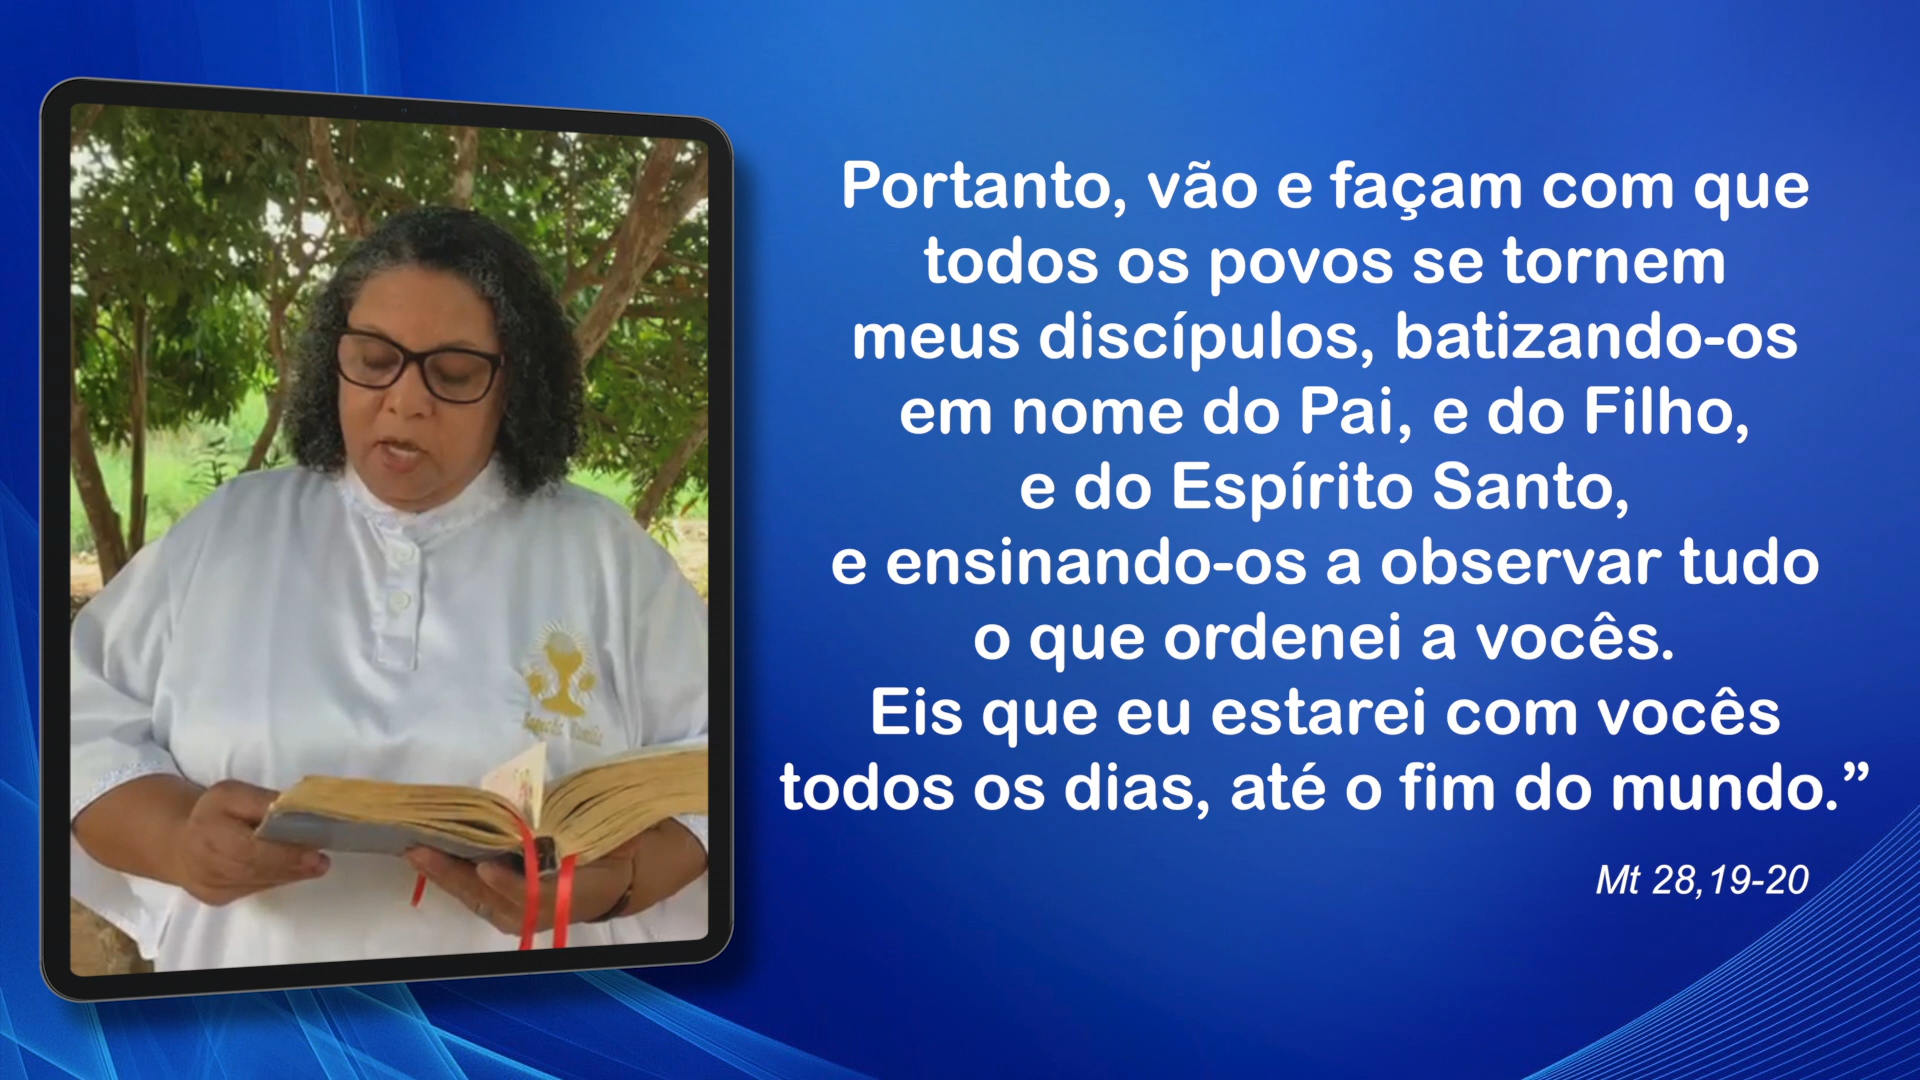 Portanto, vão e façam com que
todos os povos se tornem
meus discípulos, batizando-os
em nome do Pai, e do Filho,
e do Espírito Santo,
e ensinando-os a observar tudo
o que ordenei a vocês.
Eis que eu estarei com vocês
todos os dias, até o fim do mundo.”
Mt 28,19-20